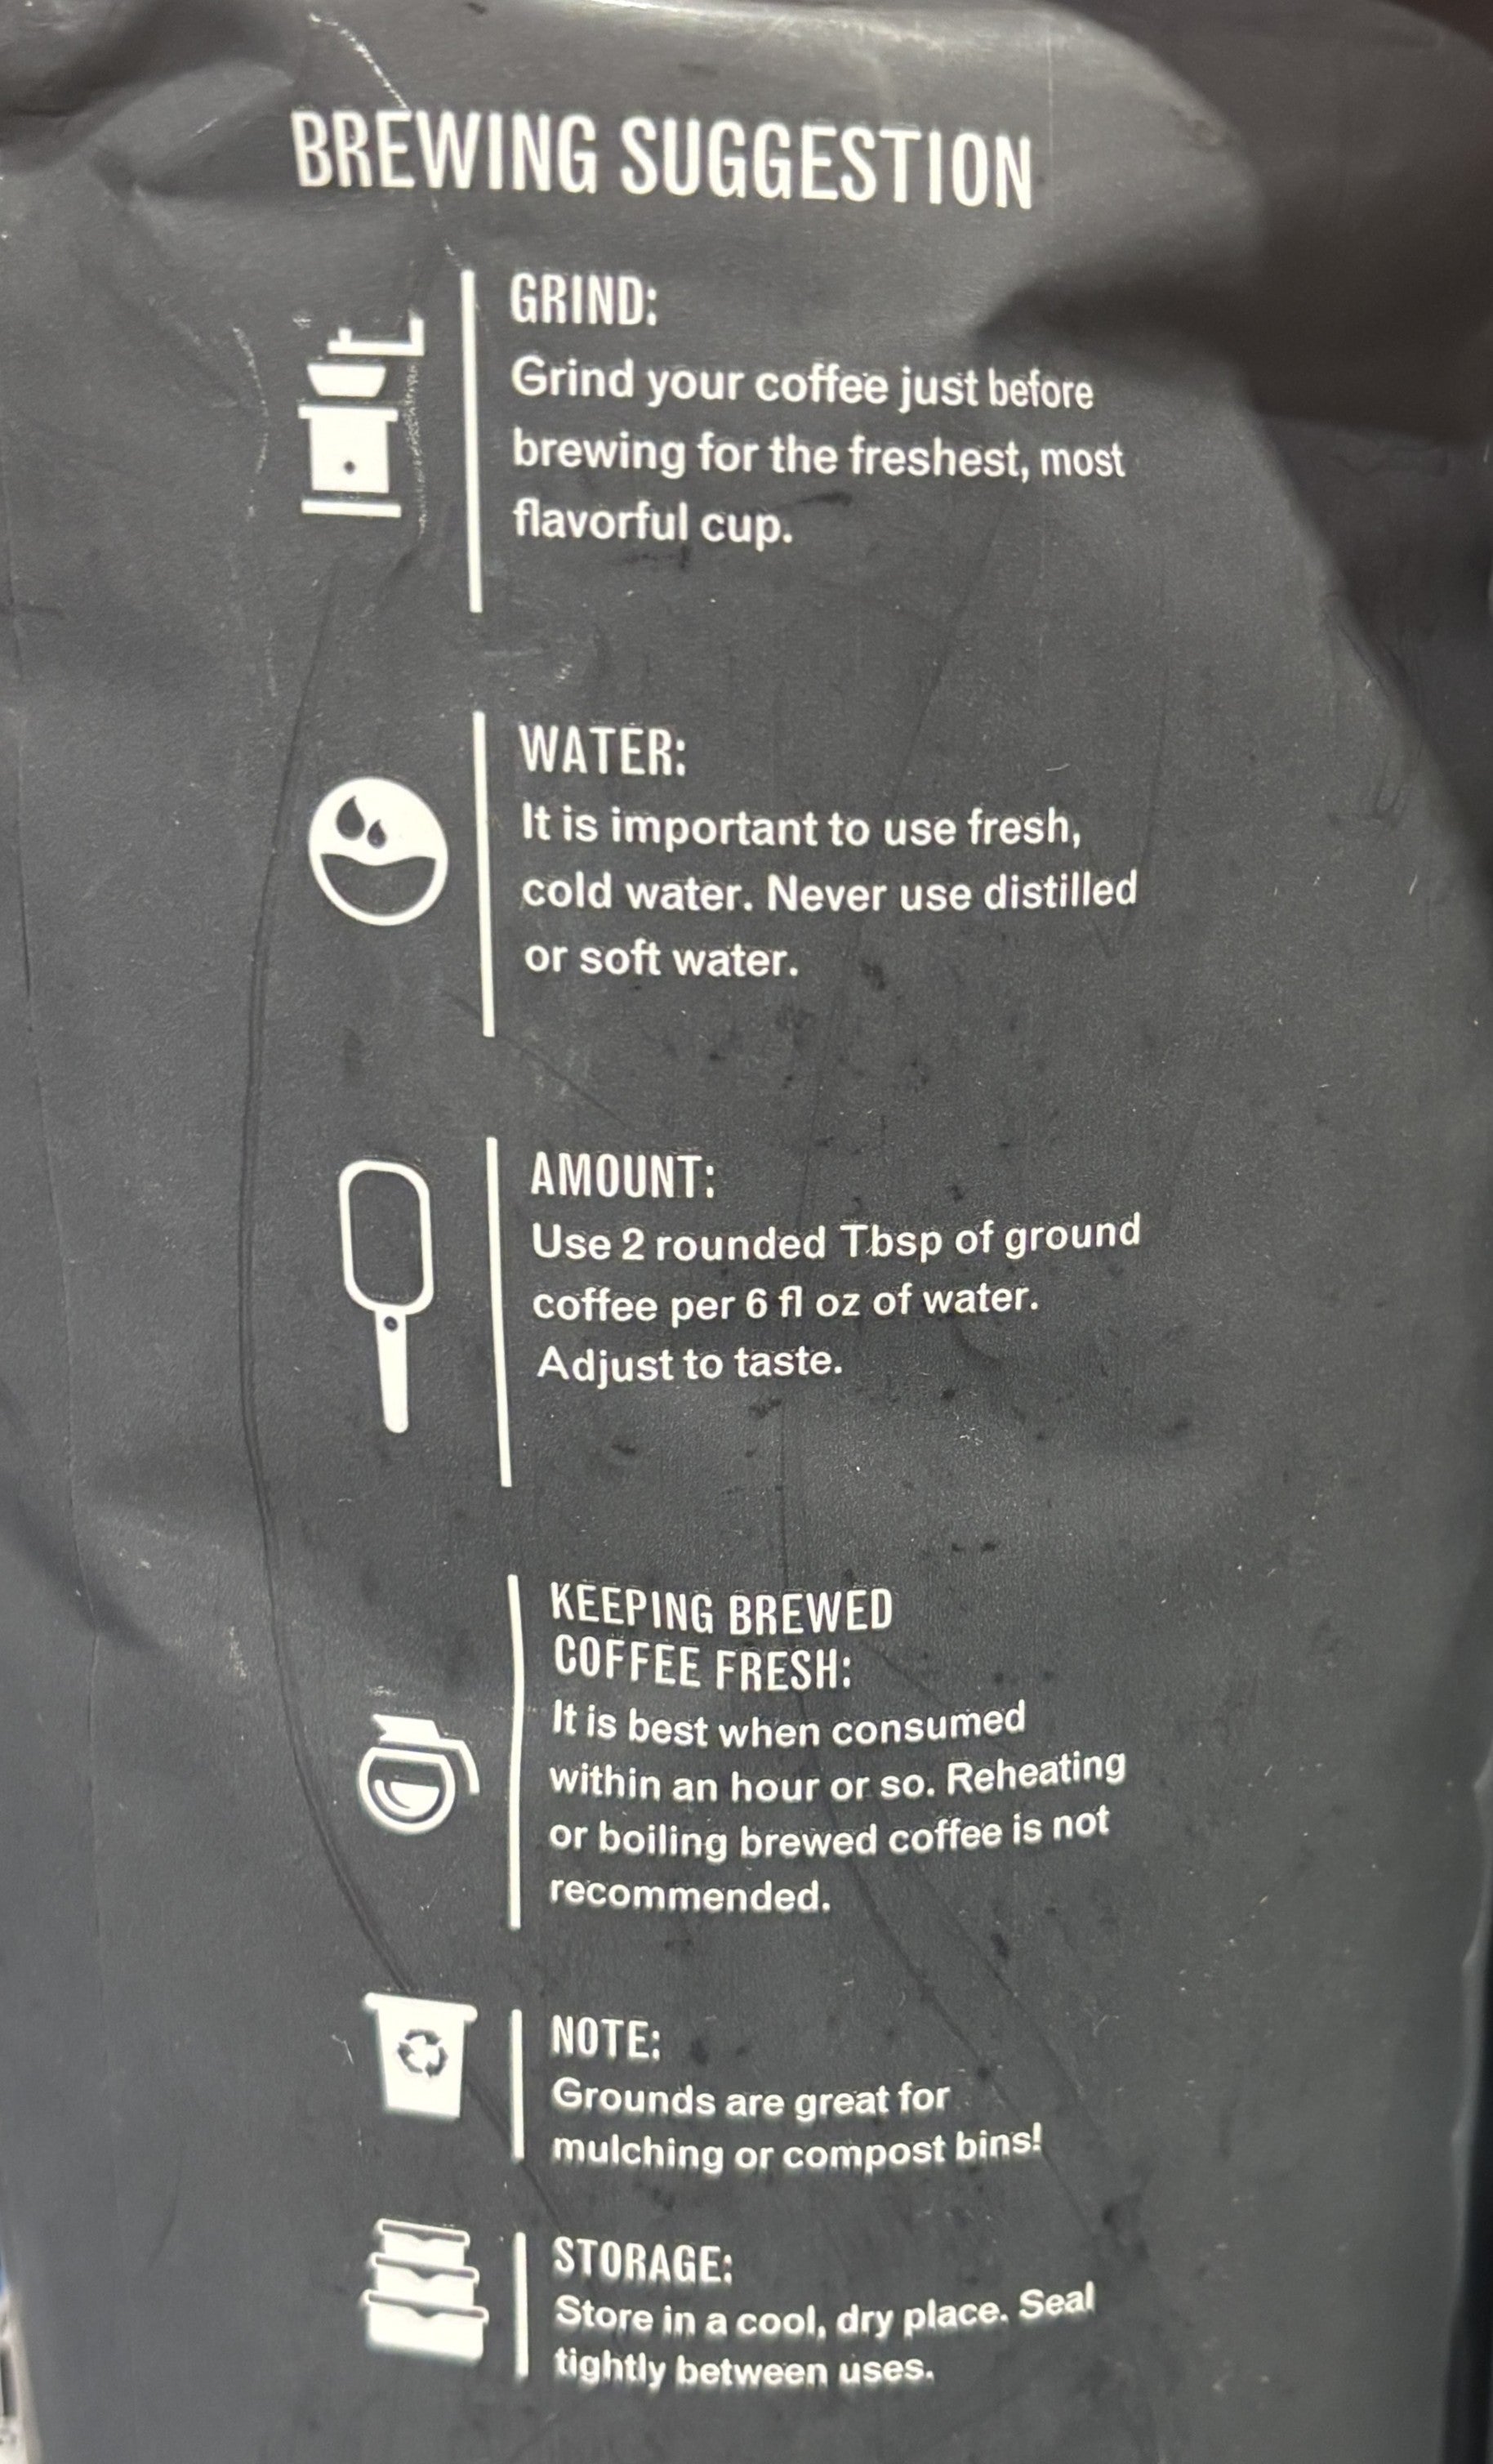 BREWING SUGGESTION
GRIND:
Grind your coffee just before
brewing for the freshest, most
flavorful cup.
WATER:
It is important to use fresh,
cold water. Never use distilled
or soft water.
AMOUNT:
Use 2 rounded Tbsp of ground
coffee per 6 fl oz of water.
Adjust to taste.
KEEPING BREWED
COFFEE FRESH:
It is best when consumed
within an hour or so. Reheating
or boiling brewed coffee is not
recommended.
NOTE:
Grounds are great for
mulching or compost bins!
STORAGE:
Store in a cool, dry place. Seal
tightly between uses.